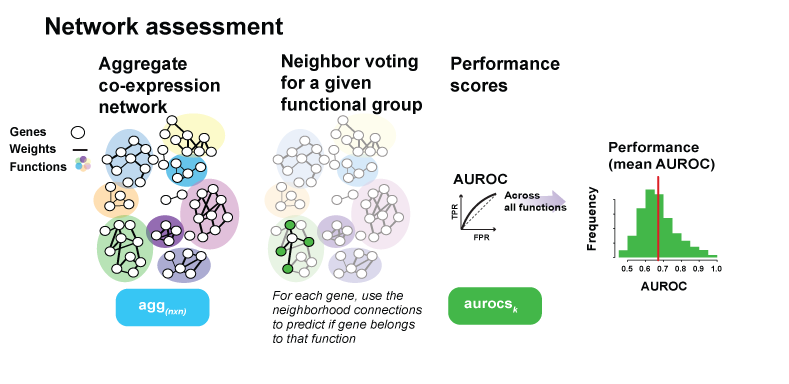 Network assessment
Aggregate
co-expression
network
Neighbor voting
for a given
functional group
Performance
scores
Genes
Weights
Functions
agg(nxn)
For each gene, use the
neighborhood connections
to predict if gene belongs
to that function
AUROC
TPR
FPR
Across
all functions
aurocsk
Performance
(mean AUROC)
Frequency
0.5 0.6 0.7 0.8 0.9 1.0
AUROC